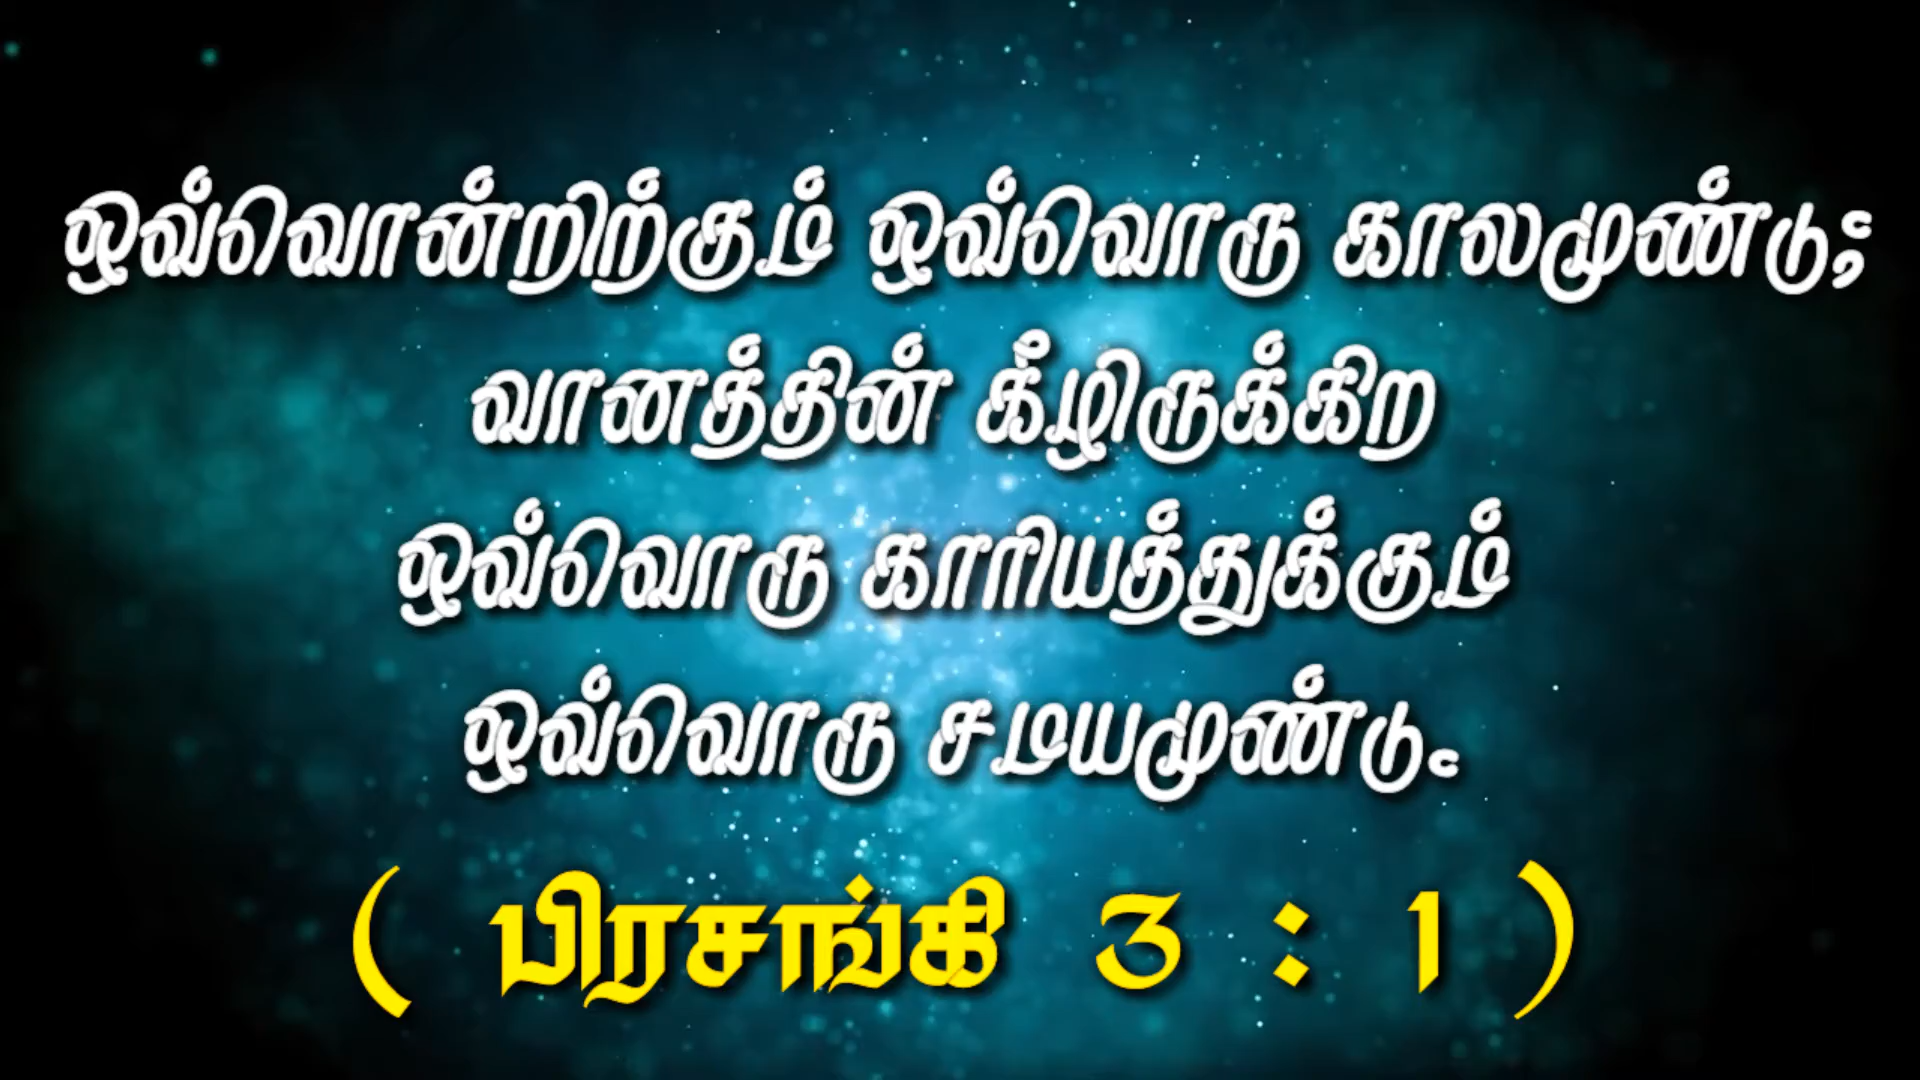 ஒவ்வொன்றிற்கும் ஒவ்வொரு காலமுண்டு;
வானத்தின் கீழிருக்கிற
ஒவ்வொரு காரியத்துக்கும்
ஒவ்வொரு சமயமுண்டு.
( பிரசங்கி 3 : 1 )